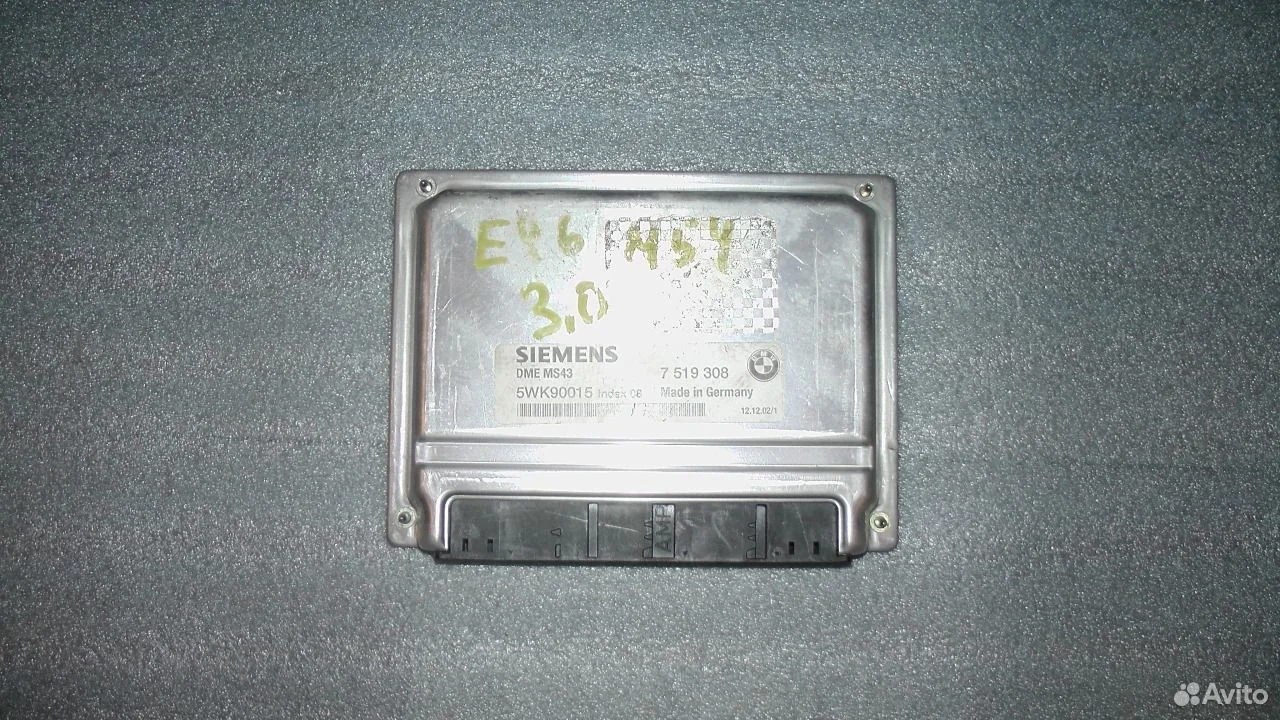 E46 M54
3.0
SIEMENS
DME MS43 7 519 308
5WK90015 Index 06 Made in Germany
12.12.02/1
AMP
Avito